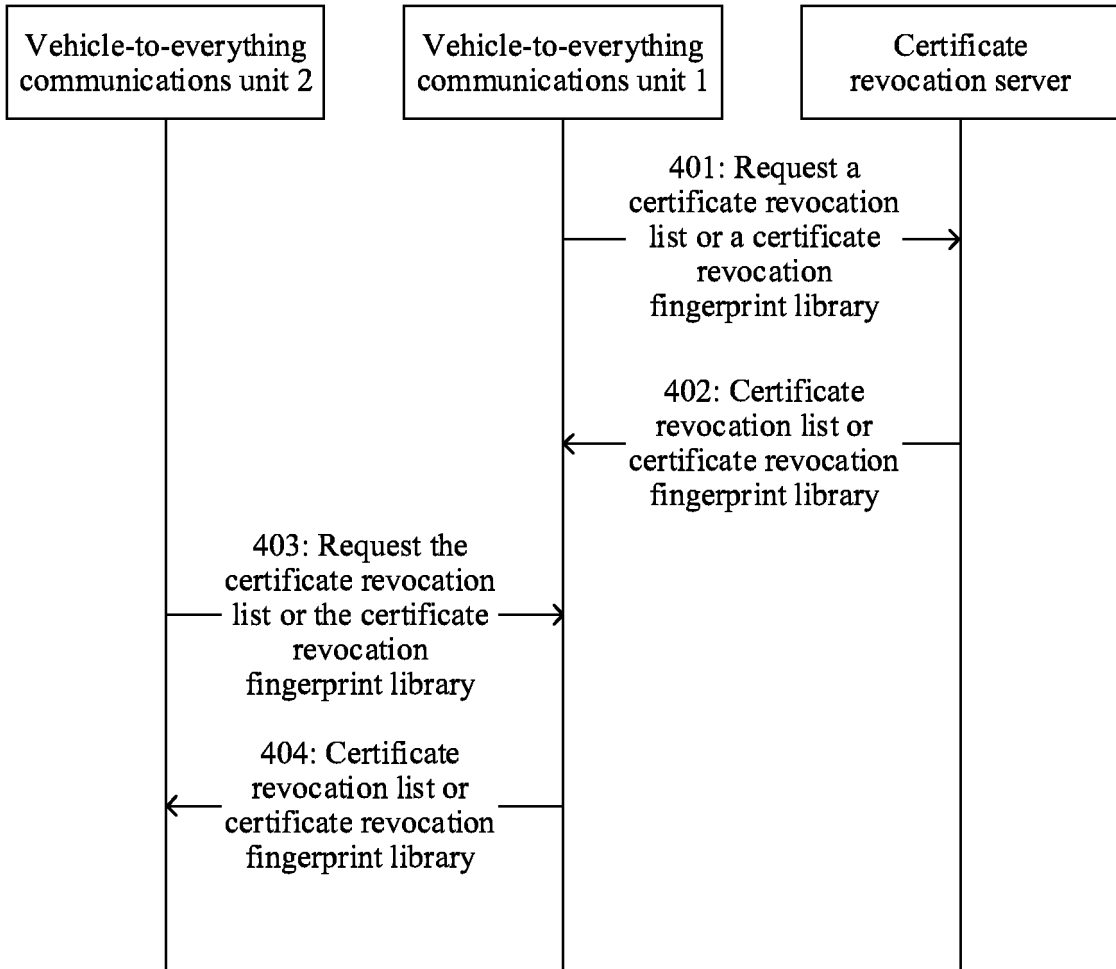 Vehicle-to-everything
communications unit 2
Vehicle-to-everything
communications unit 1
Certificate
revocation server
401: Request a
certificate revocation
list or a certificate
revocation
fingerprint library
402: Certificate
revocation list or
certificate revocation
fingerprint library
403: Request the
certificate revocation
list or the certificate
revocation
fingerprint library
404: Certificate
revocation list or
certificate revocation
fingerprint library